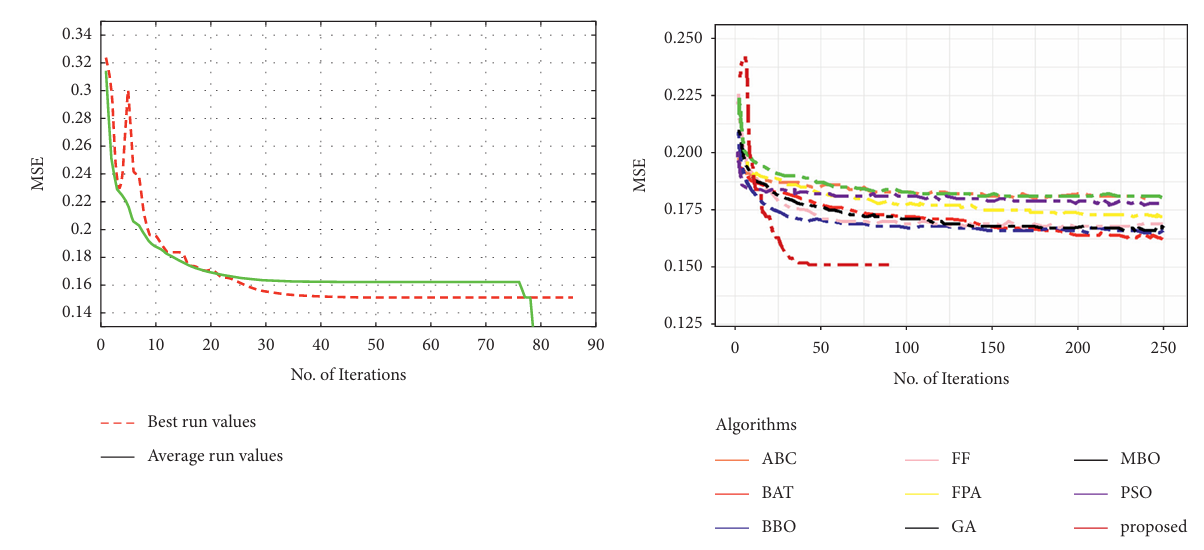 0.34
0.32
0.3
0.28
0.26
0.24
0.22
0.2
0.18
0.16
0.14
MSE
0 10 20 30 40 50 60 70 80 90
No. of Iterations
Best run values
Average run values
0.250
0.225
0.200
0.175
0.150
0.125
MSE
0 50 100 150 200 250
No. of Iterations
Algorithms
ABC FF MBO
BAT FPA PSO
BBO GA proposed